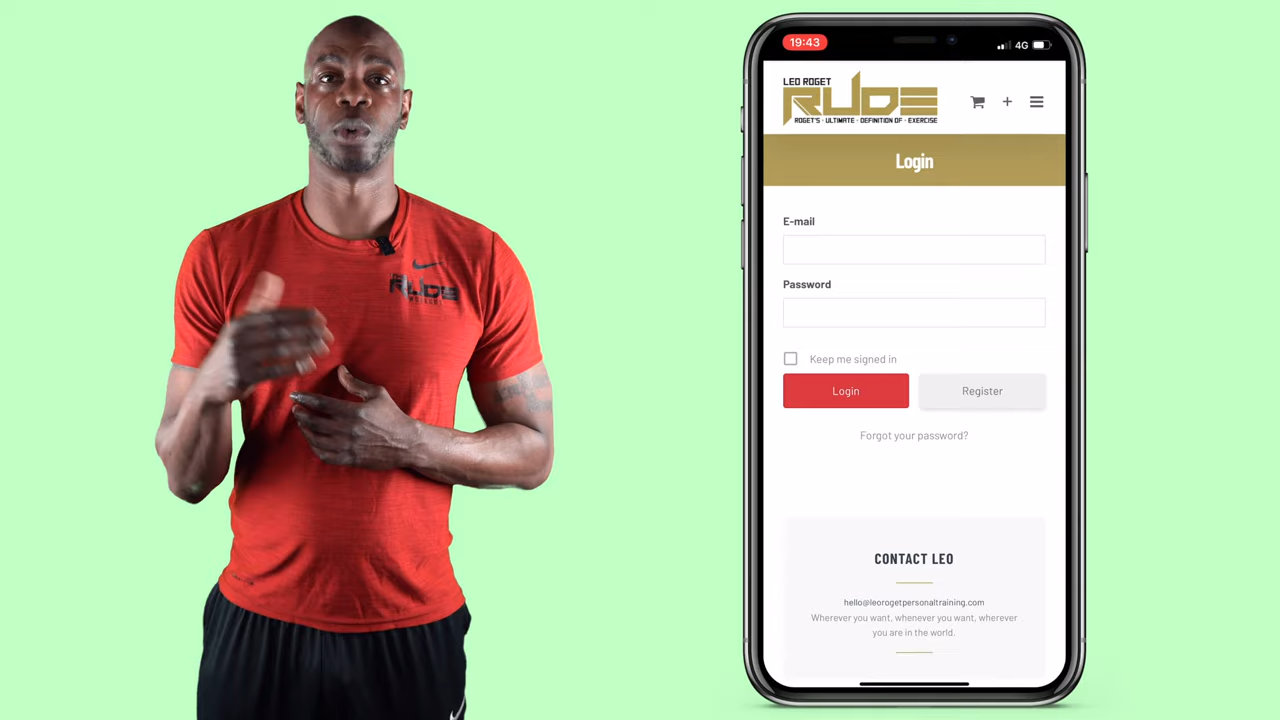 RUDE
19:43
4G
LEO ROGET
RUDE
ROGET'S - ULTIMATE - DEFINITION OF - EXERCISE
Login
E-mail
Password
Keep me signed in
Login
Register
Forgot your password?
CONTACT LEO
hello@leorogetpersonaltraining.com
Wherever you want, whenever you want, wherever
you are in the world.